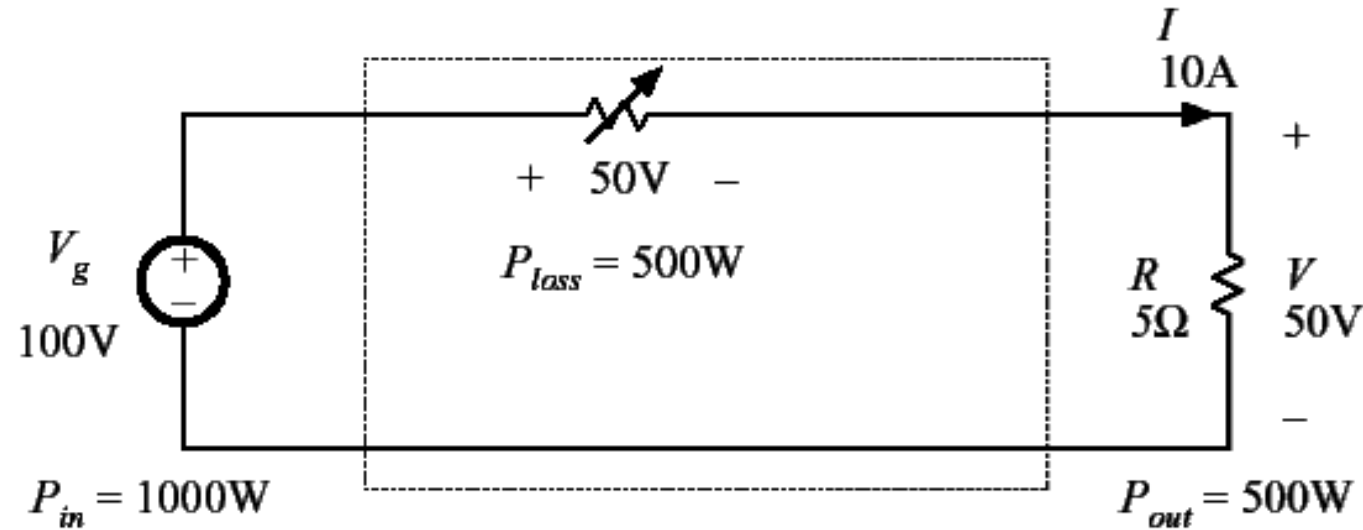 I
10A
+ 50V –
+
V_g
100V
+
–
P_loss = 500W
R
5Ω
V
50V
–
P_in = 1000W
P_out = 500W